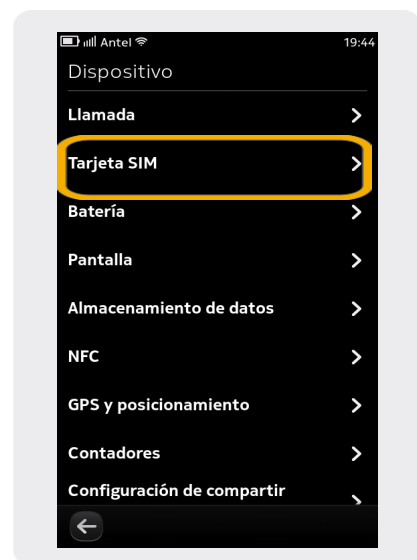 Antel 19:44
Dispositivo
Llamada
Tarjeta SIM
Batería
Pantalla
Almacenamiento de datos
NFC
GPS y posicionamiento
Contadores
Configuración de compartir